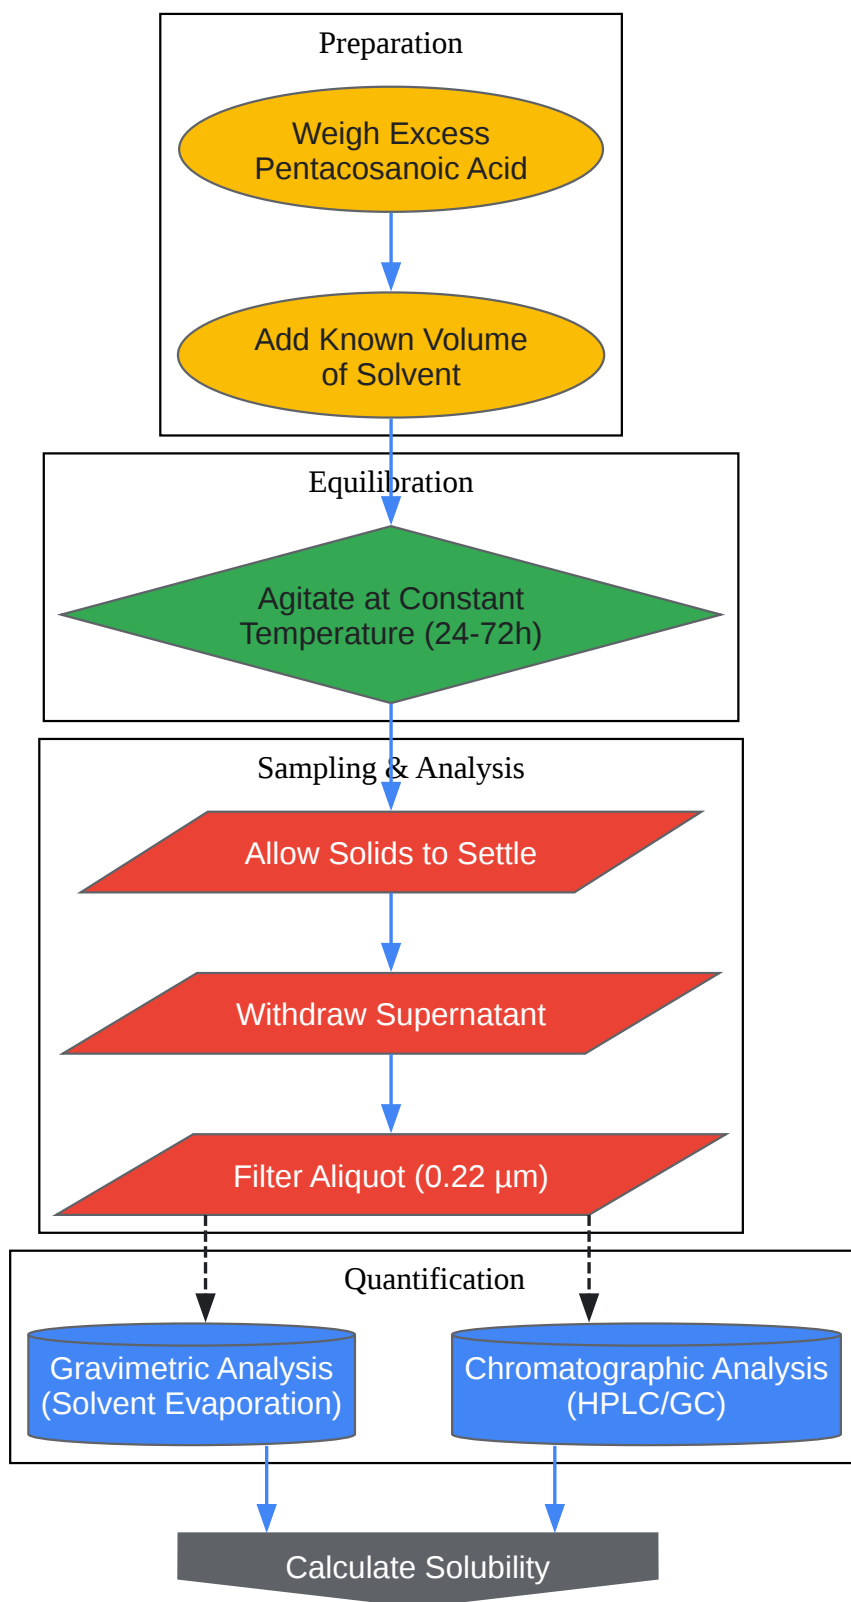 Preparation
Weigh Excess
Pentacosanoic Acid
Add Known Volume
of Solvent
Equilibration
Agitate at Constant
Temperature (24-72h)
Sampling & Analysis
Allow Solids to Settle
Withdraw Supernatant
Filter Aliquot (0.22 µm)
Quantification
Gravimetric Analysis
(Solvent Evaporation)
Chromatographic Analysis
(HPLC/GC)
Calculate Solubility